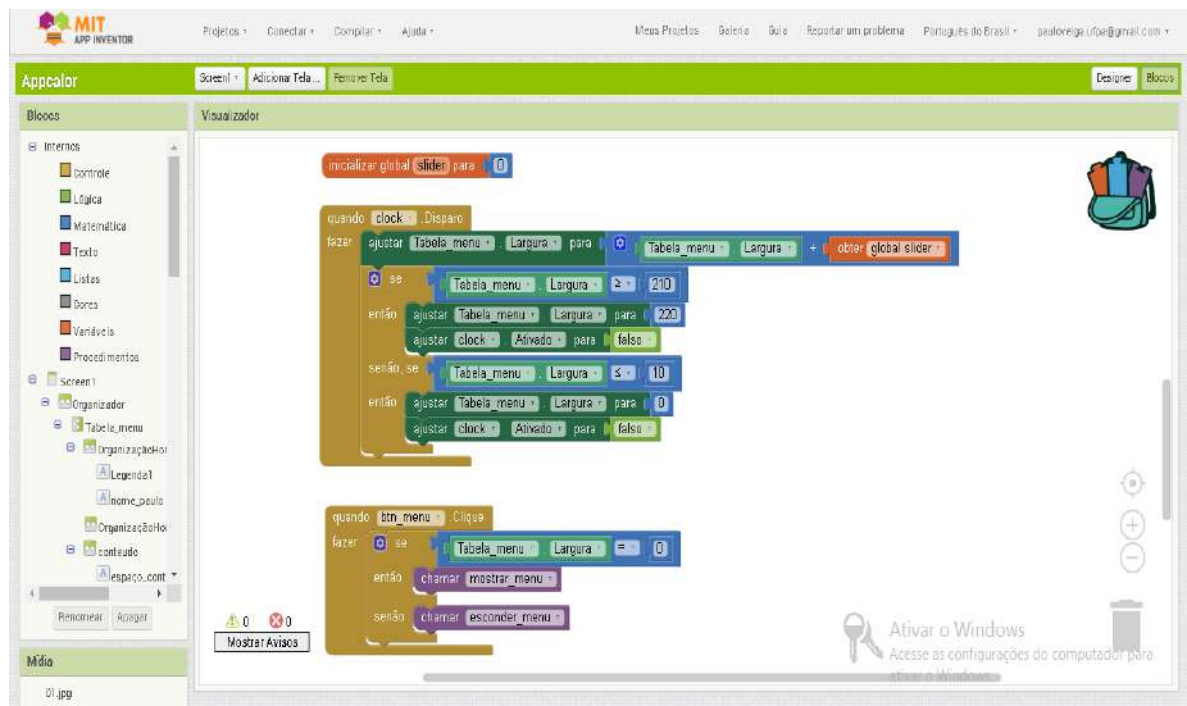 MIT
APP INVENTOR
Projetos Conectar Compilar Ajuda
Meus Projetos Galeria Guia Reportar um problema Português do Brasil pauloveiga.ufpa@gmail.com
Appcalor
Screen1 Adicionar Tela ... Remover Tela
Designer Blocos
Blocos
Visualizador
Internos
Controle
Lógica
Matemática
Texto
Listas
Cores
Variáveis
Procedimentos
Screen1
Organizador
Tabela_menu
OrganizaçãoHor
Legenda1
nome_paulo
OrganizaçãoHor
conteudo
espaço_cont
Renomear Apagar
Mídia
01.jpg
inicializar global slider para 0
quando clock .Disparo
fazer ajustar Tabela_menu . Largura para Tabela_menu . Largura + obter global slider
se Tabela_menu . Largura ≥ 210
então ajustar Tabela_menu . Largura para 220
ajustar clock . Ativado para falso
senão, se Tabela_menu . Largura ≤ 10
então ajustar Tabela_menu . Largura para 0
ajustar clock . Ativado para falso
quando btn_menu .Clique
fazer se Tabela_menu . Largura = 0
então chamar mostrar_menu
senão chamar esconder_menu
0 0
Mostrar Avisos
Ativar o Windows
Acesse as configurações do computador para
ativar o Windows.